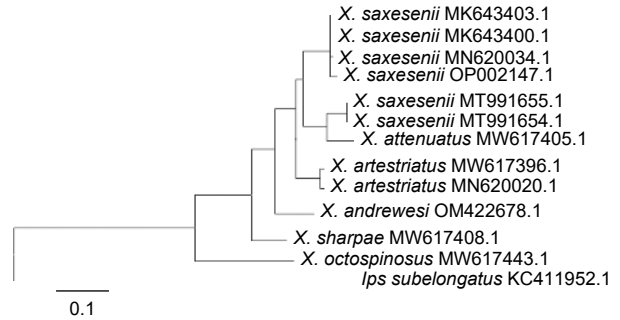 X. saxesenii MK643403.1
X. saxesenii MK643400.1
X. saxesenii MN620034.1
X. saxesenii OP002147.1
X. saxesenii MT991655.1
X. saxesenii MT991654.1
X. attenuatus MW617405.1
X. artestriatus MW617396.1
X. artestriatus MN620020.1
X. andrewesi OM422678.1
X. sharpae MW617408.1
X. octospinosus MW617443.1
Ips subelongatus KC411952.1
0.1